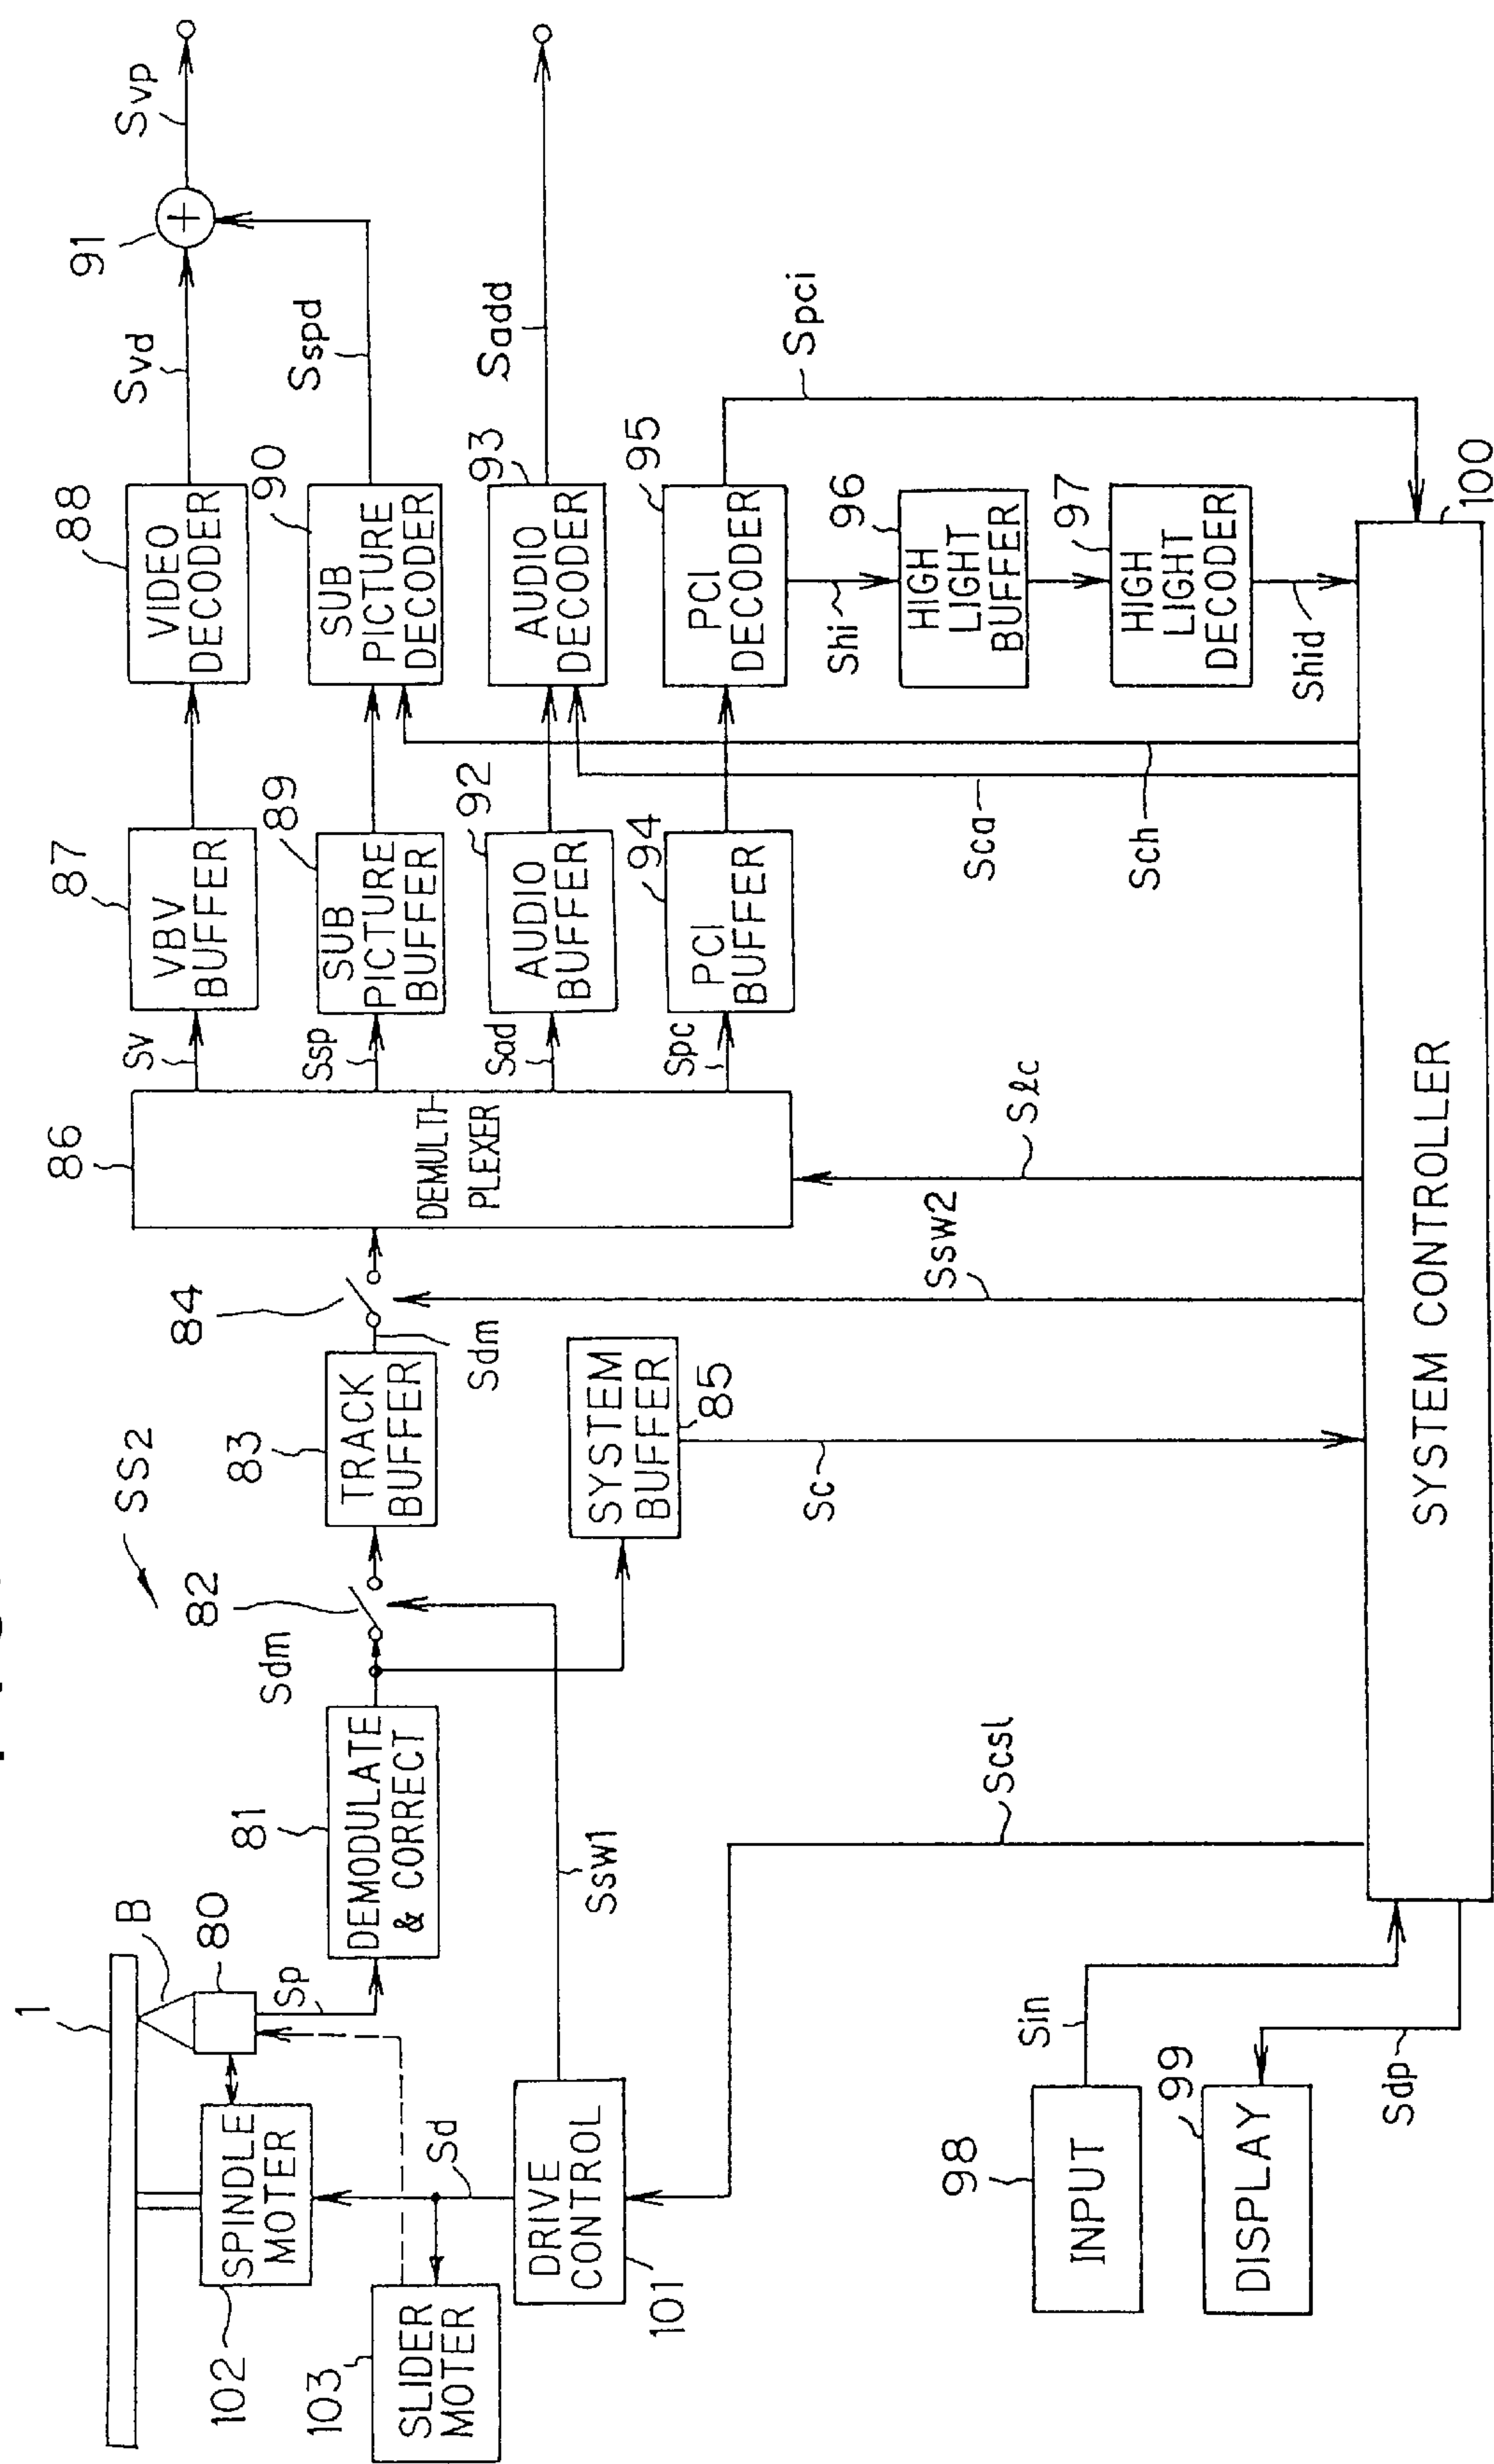 SS2
1
B
80
Sp
SPINDLE
MOTER
102
SLIDER
MOTER
103
Sd
DRIVE
CONTROL
101
81
DEMODULATE
& CORRECT
Sdm
82
Ssw1
83
TRACK
BUFFER
Sdm
84
SYSTEM
BUFFER
85
Sc
Ssw2
86
DEMULTI-
PLEXER
Slc
Sv
Ssp
Sad
Spc
87
VBV
BUFFER
89
SUB
PICTURE
BUFFER
92
AUDIO
BUFFER
94
PCI
BUFFER
88
VIDEO
DECODER
90
SUB
PICTURE
DECODER
93
AUDIO
DECODER
95
PCI
DECODER
Svd
Sspd
91
+
Svp
Sadd
Spci
Shi
96
HIGH
LIGHT
BUFFER
97
HIGH
LIGHT
DECODER
Shid
Sca
Sch
Scsl
98
INPUT
Sin
99
DISPLAY
Sdp
SYSTEM CONTROLLER
100